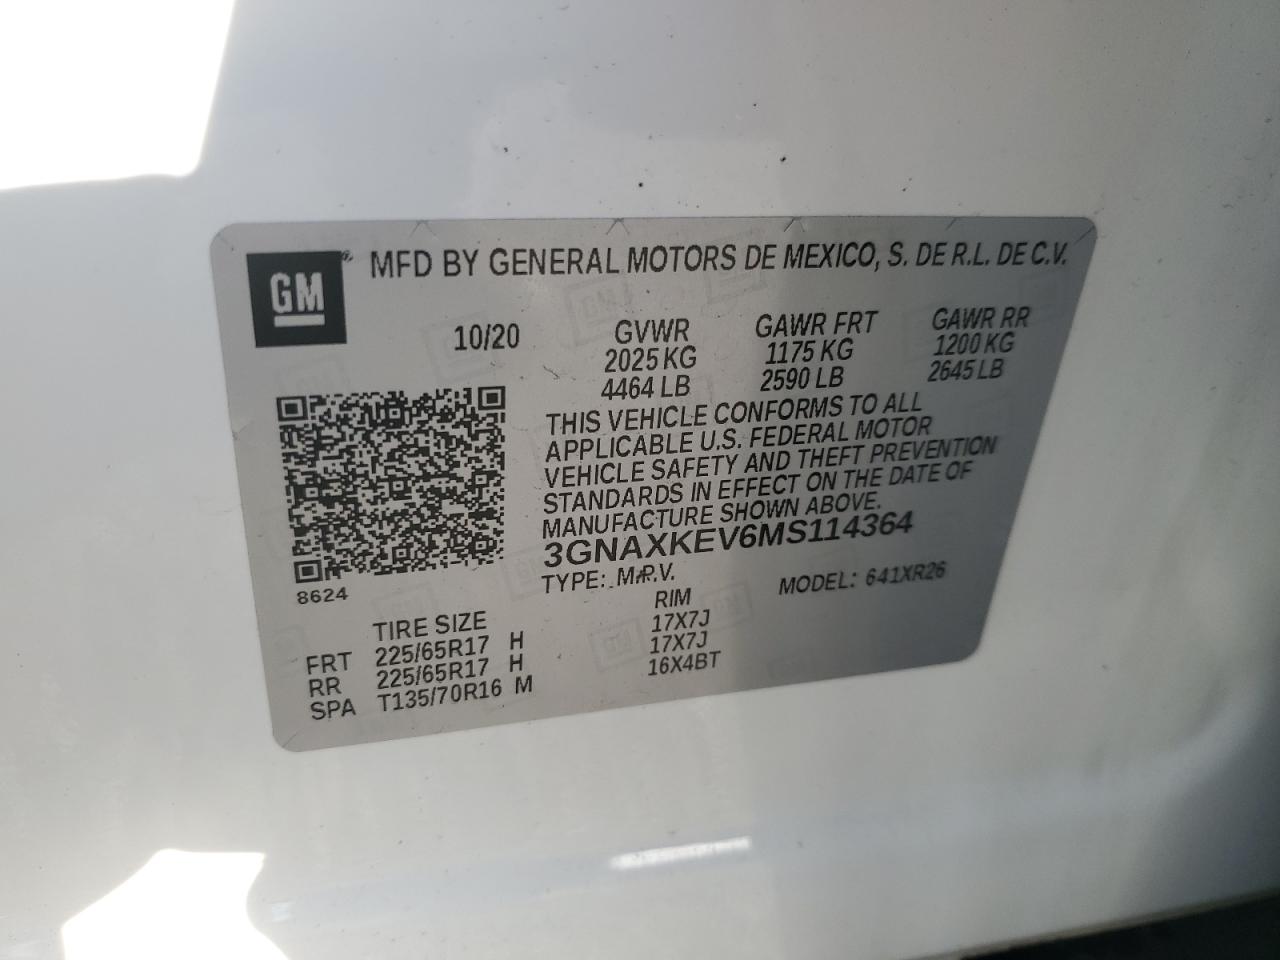 GM® MFD BY GENERAL MOTORS DE MEXICO, S. DE R.L. DE C.V.
10/20 GVWR GAWR FRT GAWR RR
2025 KG 1175 KG 1200 KG
4464 LB 2590 LB 2645 LB
THIS VEHICLE CONFORMS TO ALL
APPLICABLE U.S. FEDERAL MOTOR
VEHICLE SAFETY AND THEFT PREVENTION
STANDARDS IN EFFECT ON THE DATE OF
MANUFACTURE SHOWN ABOVE.
3GNAXKEV6MS114364
TYPE: M.P.V. MODEL: 641XR26
8624
TIRE SIZE RIM
FRT 225/65R17 H 17X7J
RR 225/65R17 H 17X7J
SPA T135/70R16 M 16X4BT